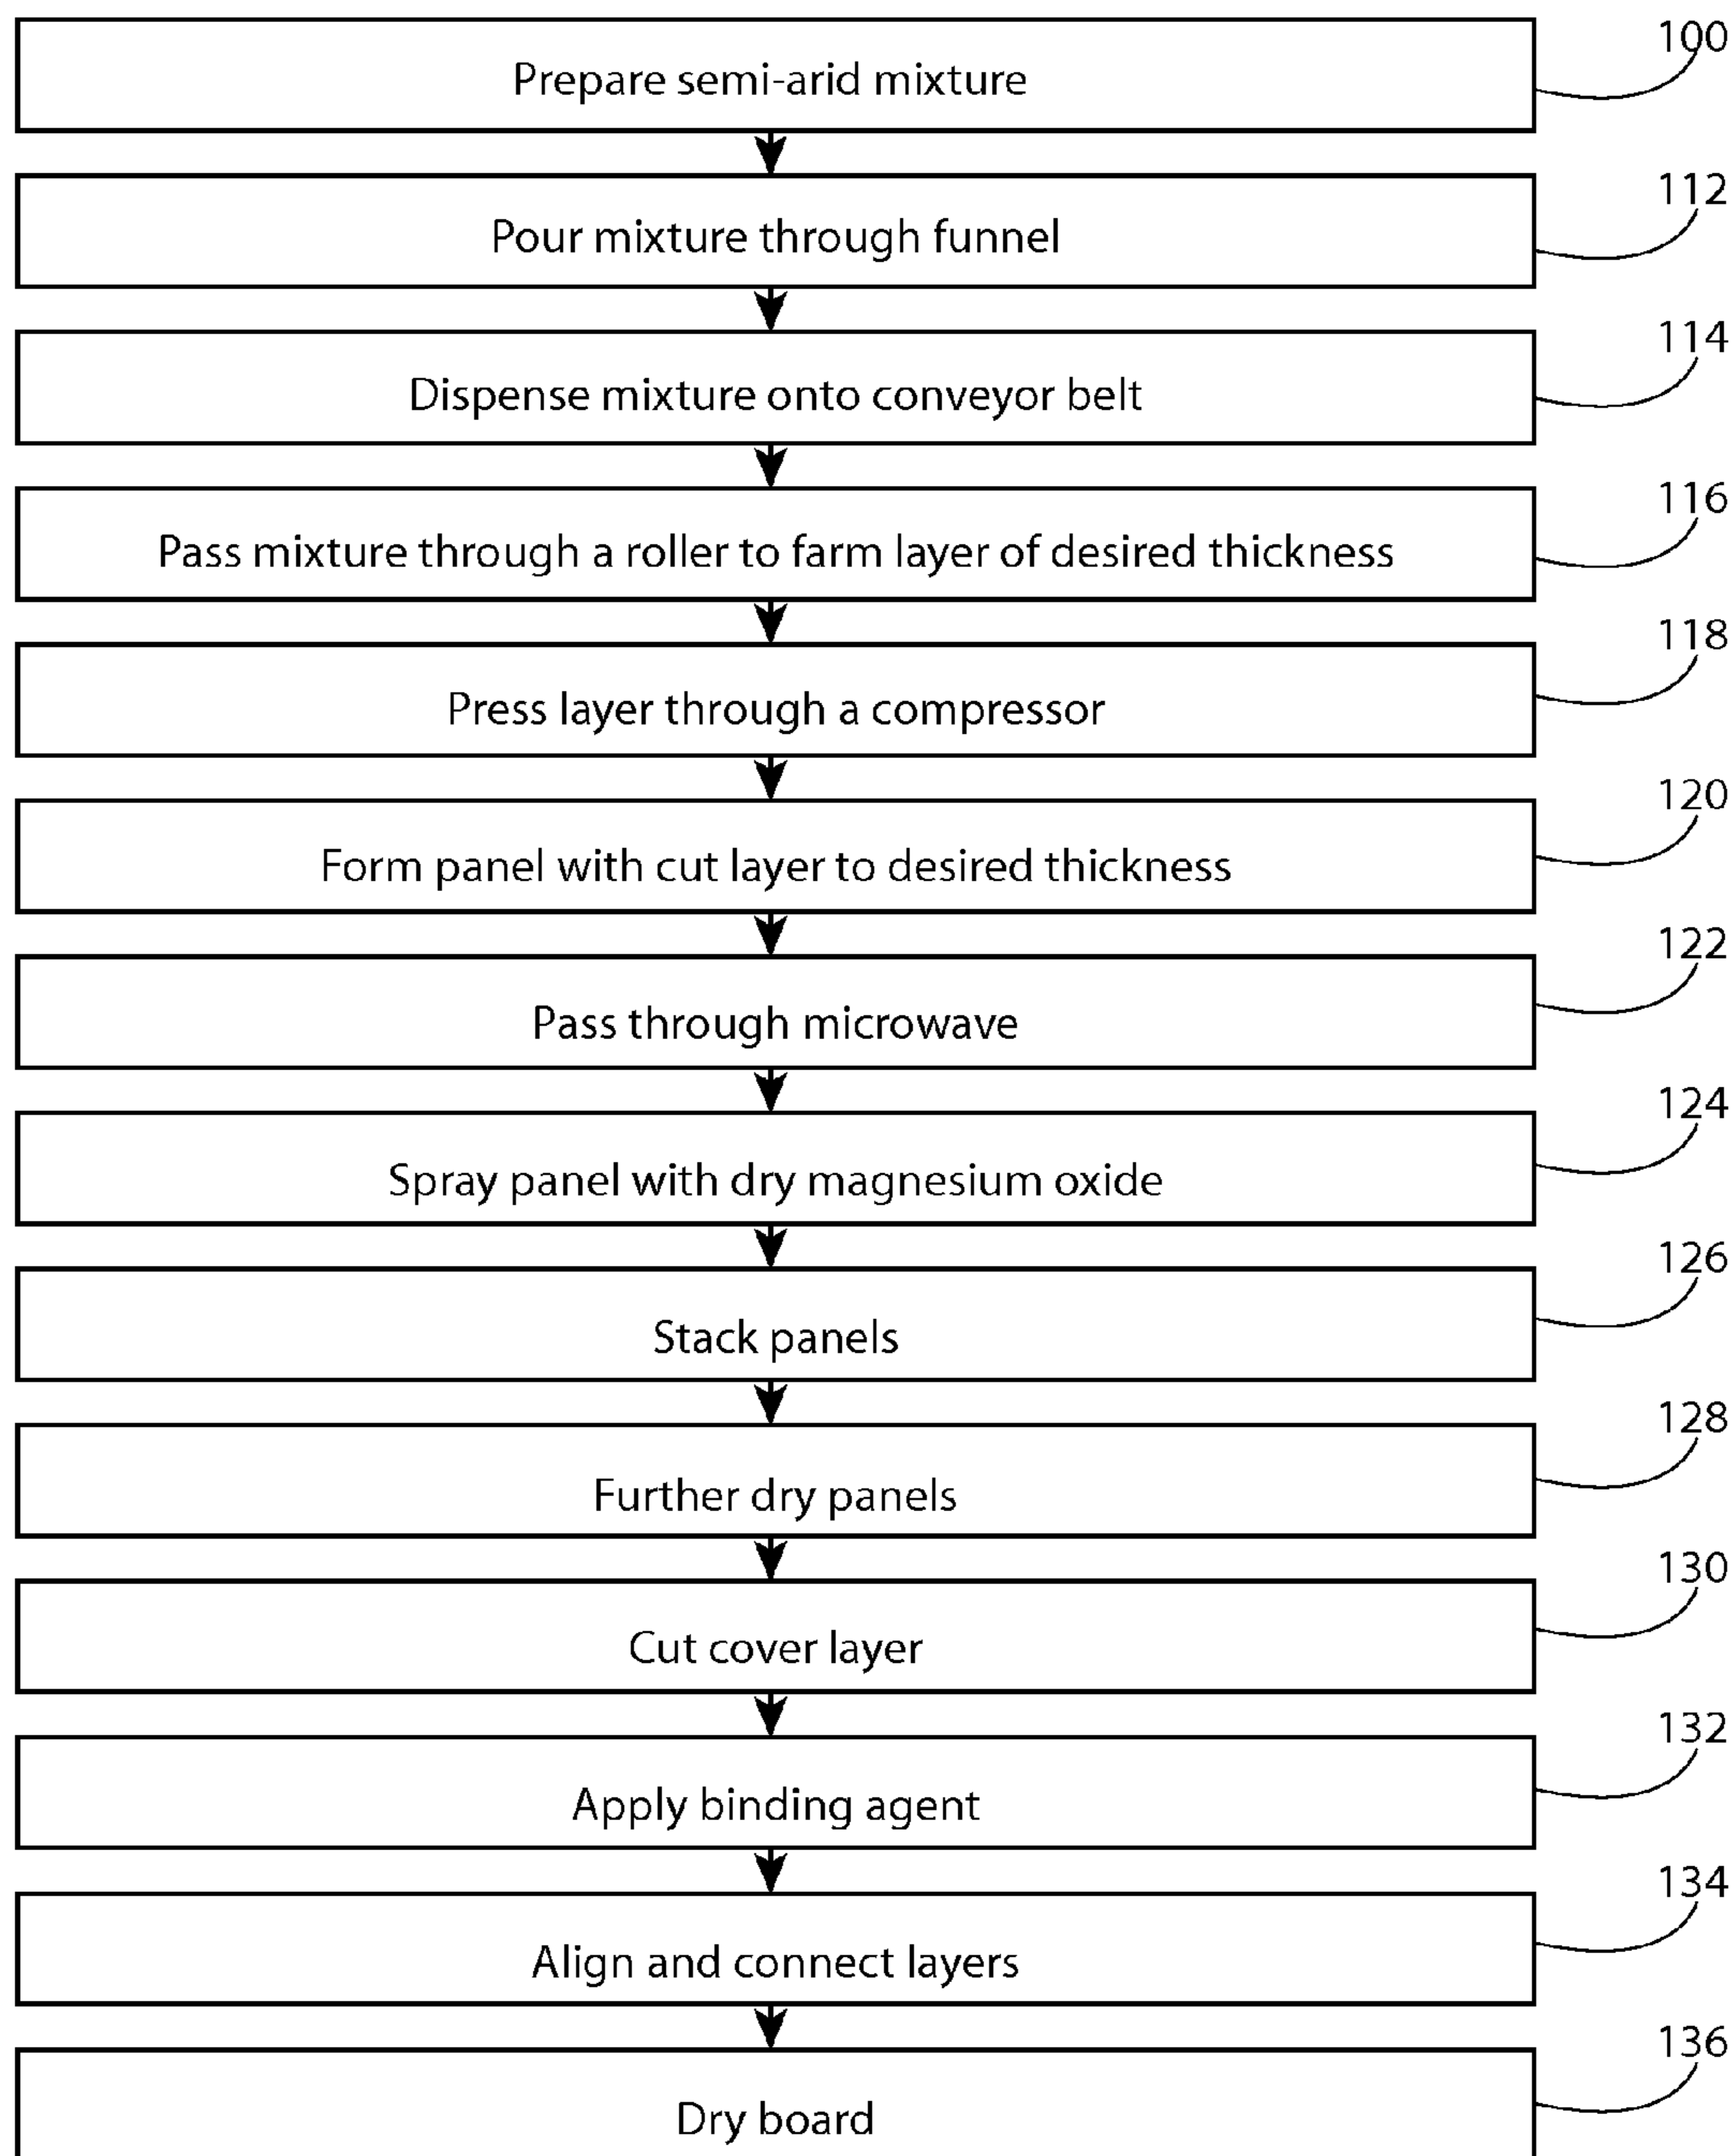 Prepare semi-arid mixture
100
Pour mixture through funnel
112
Dispense mixture onto conveyor belt
114
Pass mixture through a roller to farm layer of desired thickness
116
Press layer through a compressor
118
Form panel with cut layer to desired thickness
120
Pass through microwave
122
Spray panel with dry magnesium oxide
124
Stack panels
126
Further dry panels
128
Cut cover layer
130
Apply binding agent
132
Align and connect layers
134
Dry board
136